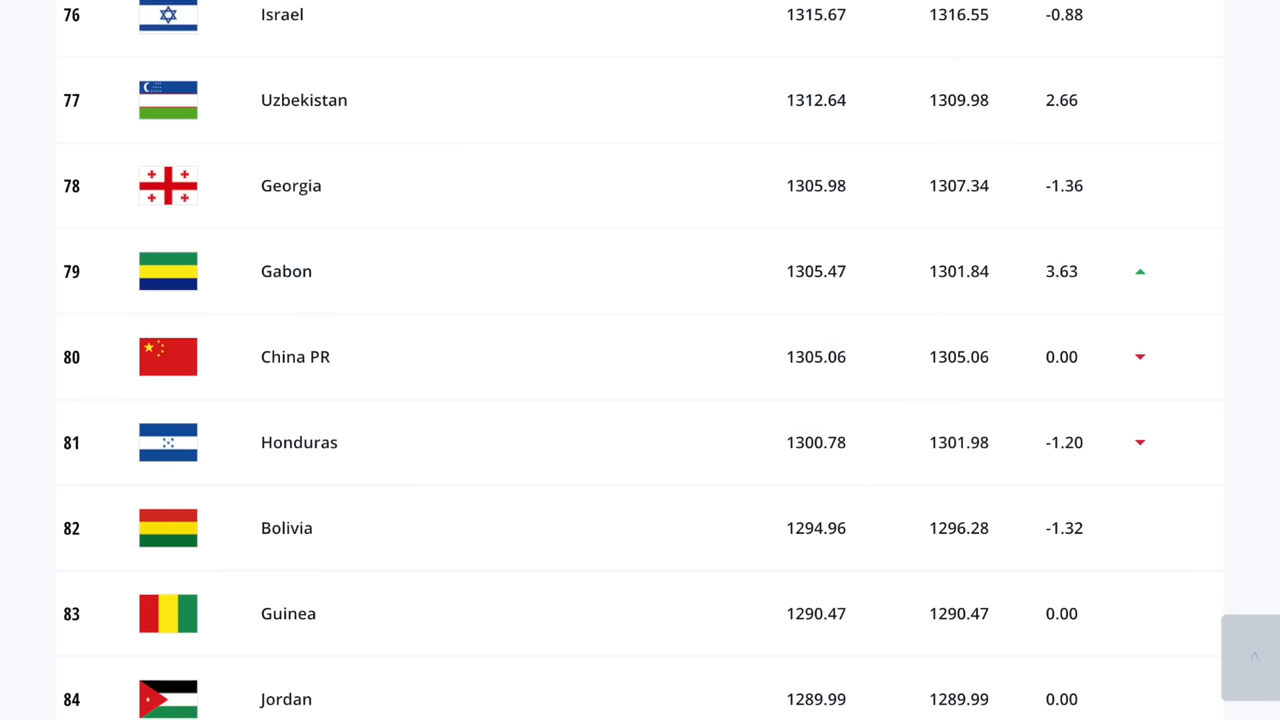 76 Israel 1315.67 1316.55 -0.88
77 Uzbekistan 1312.64 1309.98 2.66
78 Georgia 1305.98 1307.34 -1.36
79 Gabon 1305.47 1301.84 3.63
80 China PR 1305.06 1305.06 0.00
81 Honduras 1300.78 1301.98 -1.20
82 Bolivia 1294.96 1296.28 -1.32
83 Guinea 1290.47 1290.47 0.00
84 Jordan 1289.99 1289.99 0.00